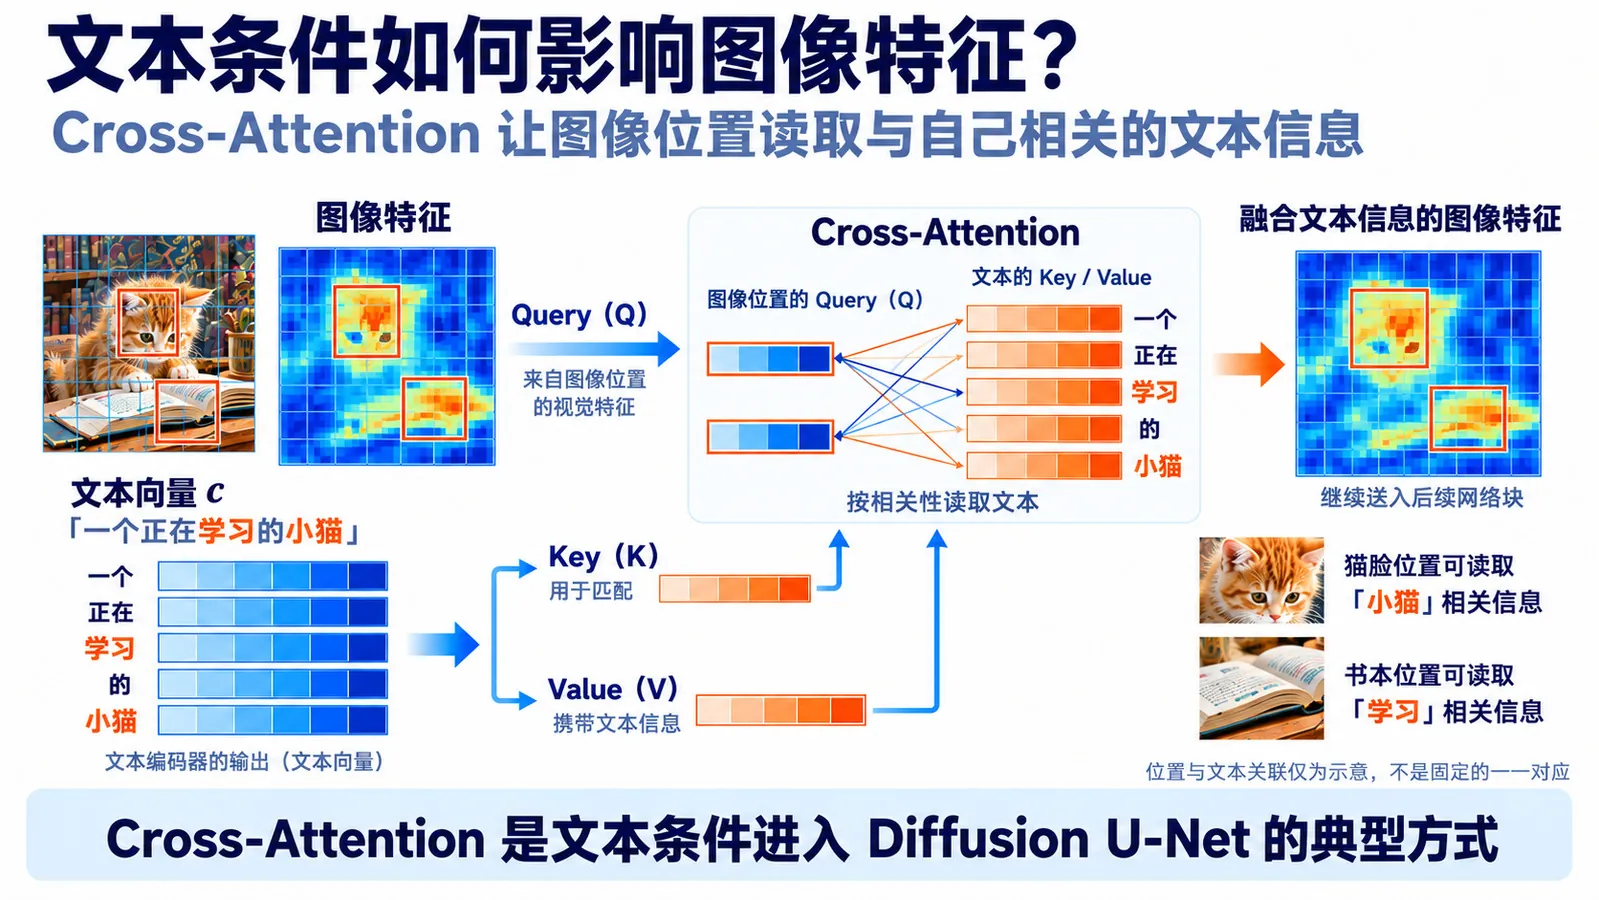 文本条件如何影响图像特征？
Cross-Attention 让图像位置读取与自己相关的文本信息
图像特征
Query（Q）
来自图像位置
的视觉特征
Cross-Attention
图像位置的 Query（Q）
文本的 Key / Value
一个
正在
学习
的
小猫
按相关性读取文本
融合文本信息的图像特征
继续送入后续网络块
文本向量 c
「一个正在学习的小猫」
一个
正在
学习
的
小猫
文本编码器的输出（文本向量）
Key（K）
用于匹配
Value（V）
携带文本信息
猫脸位置可读取
「小猫」相关信息
书本位置可读取
「学习」相关信息
位置与文本关联仅为示意，不是固定的一一对应
Cross-Attention 是文本条件进入 Diffusion U-Net 的典型方式